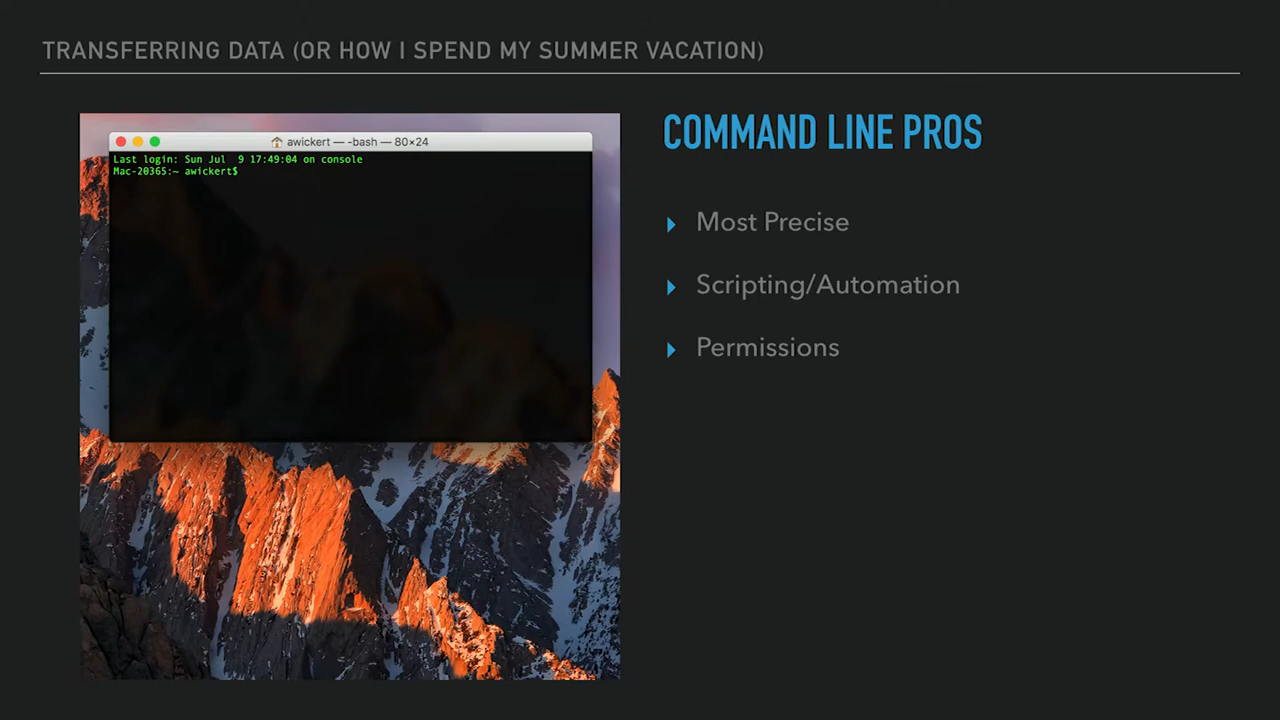 TRANSFERRING DATA (OR HOW I SPEND MY SUMMER VACATION)
awickert — -bash — 80×24
Last login: Sun Jul  9 17:49:04 on console
Mac-20365:~ awickert$
COMMAND LINE PROS
Most Precise
Scripting/Automation
Permissions